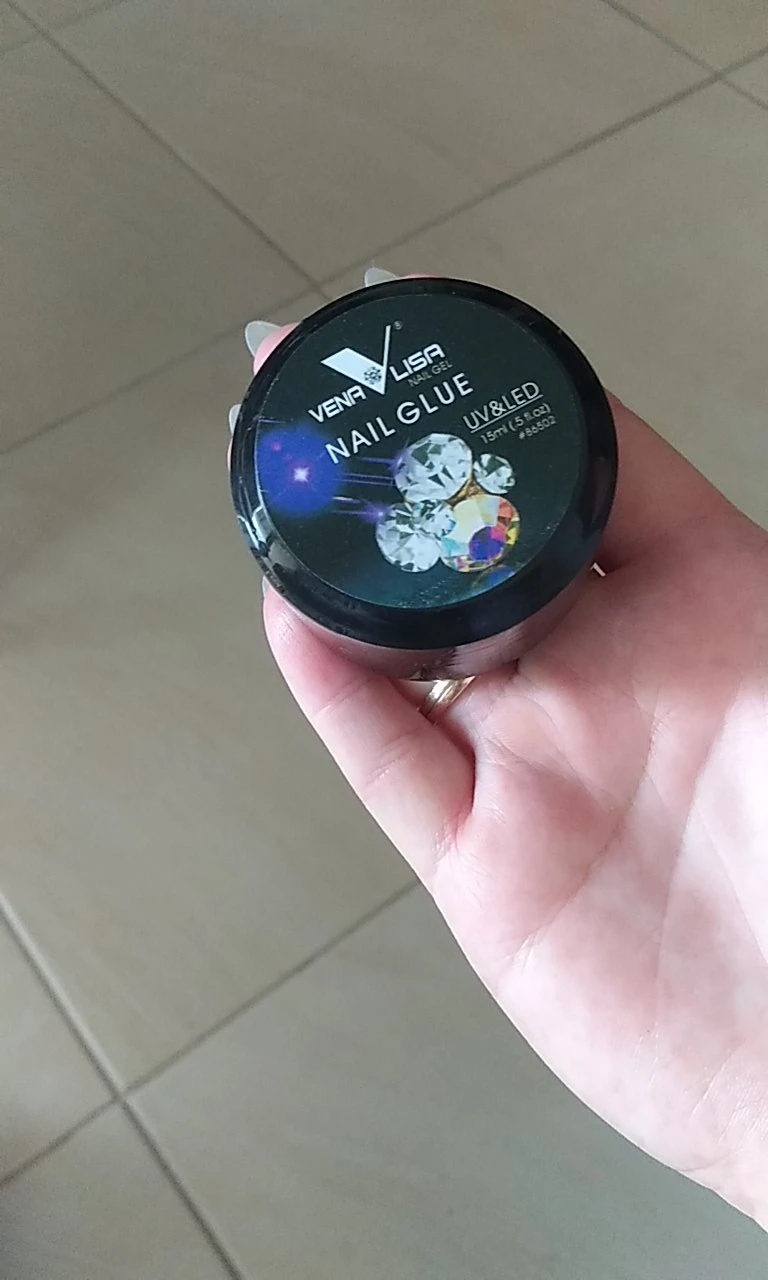 VENA LISA ®
NAIL GEL
NAIL GLUE
UV&LED
15ml (.5 fl.oz)
#86502